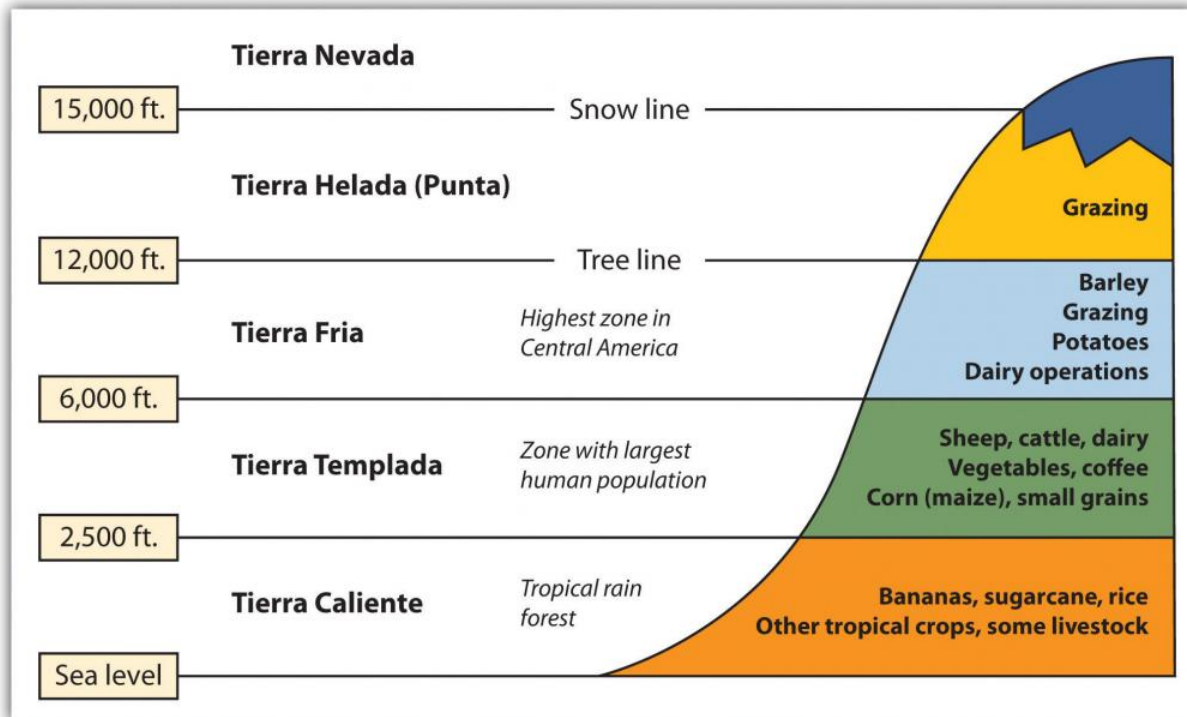 Tierra Nevada
15,000 ft.
Snow line
Tierra Helada (Punta)
Grazing
12,000 ft.
Tree line
Tierra Fria
Highest zone in
Central America
Barley
Grazing
Potatoes
Dairy operations
6,000 ft.
Tierra Templada
Zone with largest
human population
Sheep, cattle, dairy
Vegetables, coffee
Corn (maize), small grains
2,500 ft.
Tierra Caliente
Tropical rain
forest
Bananas, sugarcane, rice
Other tropical crops, some livestock
Sea level